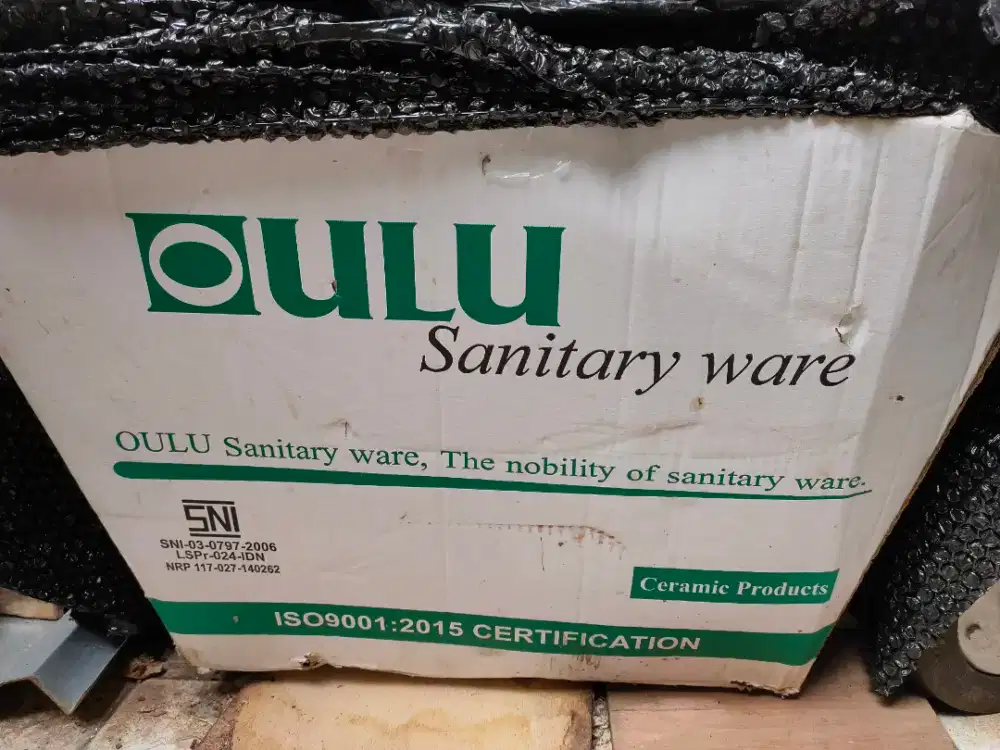 OULU
Sanitary ware
OULU Sanitary ware, The nobility of sanitary ware.
SNI
SNI-03-0797-2006
LSPr-024-IDN
NRP 117-027-140262
Ceramic Products
ISO9001:2015 CERTIFICATION